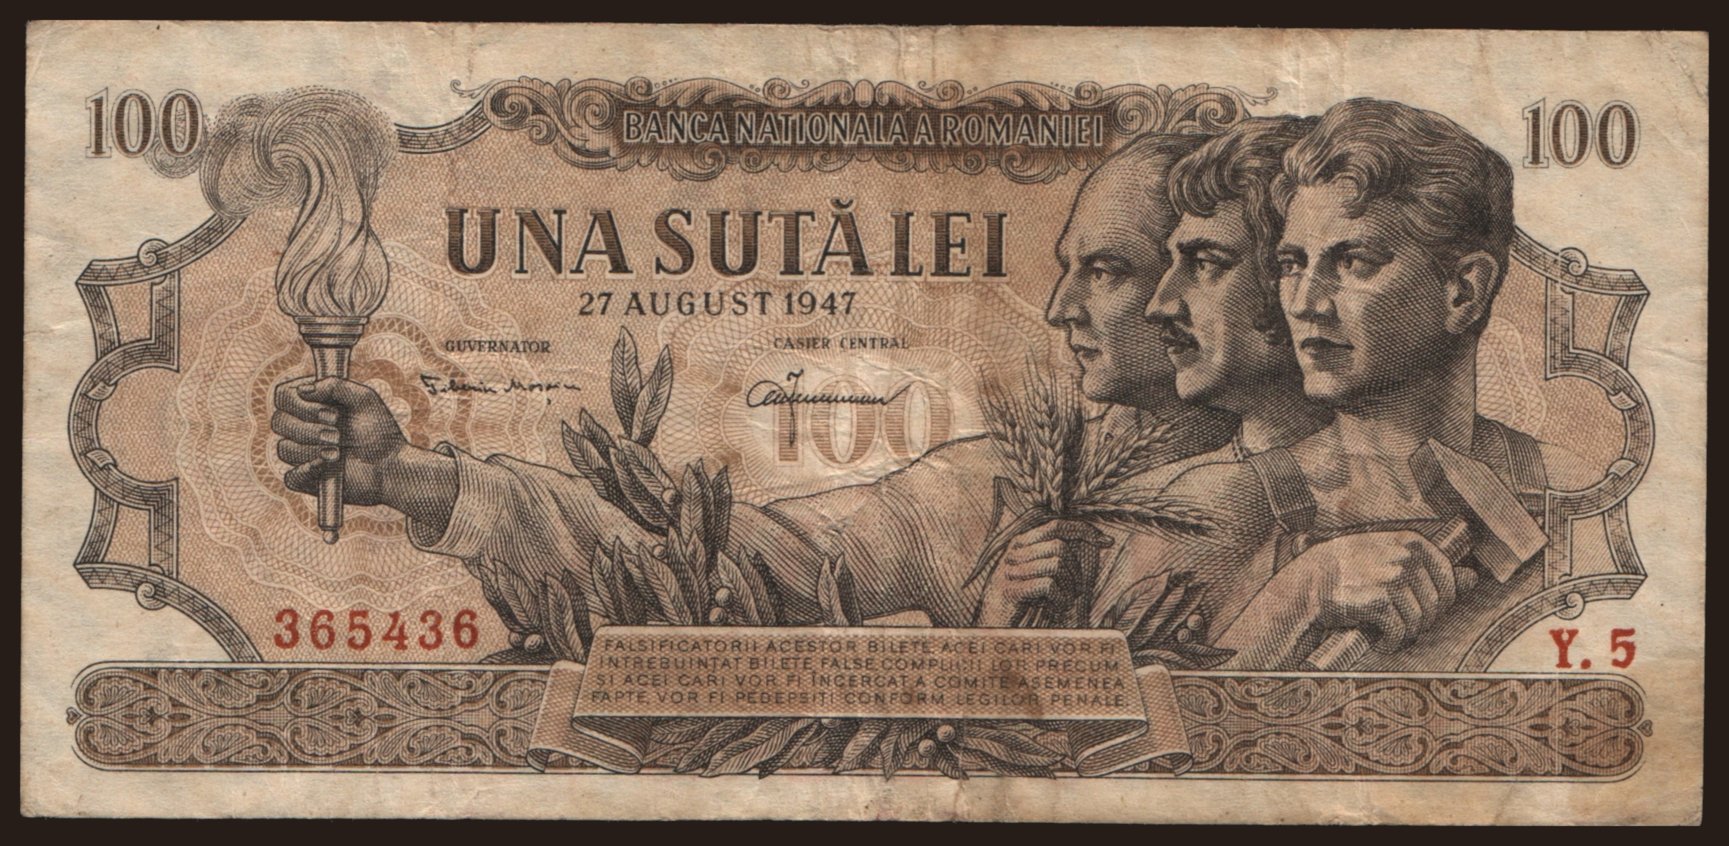 100
BANCA NATIONALA A ROMANIEI
100
UNA SUTĂ LEI
27 AUGUST 1947
GUVERNATOR
CASIER CENTRAL
100
365436
Y. 5
FALSIFICATORII ACESTOR BILETE, ACEI CARI VOR FI
INTREBUINTAT BILETE FALSE, COMPLICII LOR PRECUM
SI ACEI CARI VOR FI ÎNCERCAT A COMITE ASEMENEA
FAPTE, VOR FI PEDEPSITI CONFORM LEGILOR PENALE.